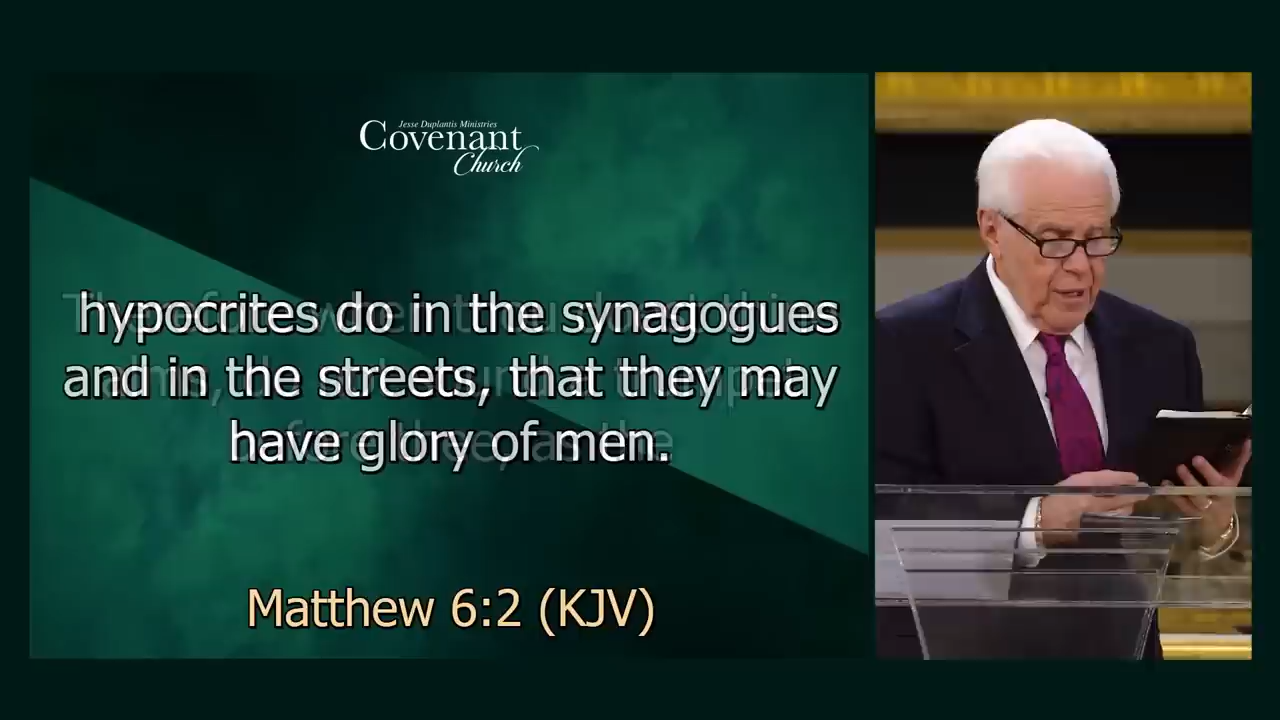 Jesse Duplantis Ministries
Covenant
Church
hypocrites do in the synagogues
and in the streets, that they may
have glory of men.
Matthew 6:2 (KJV)